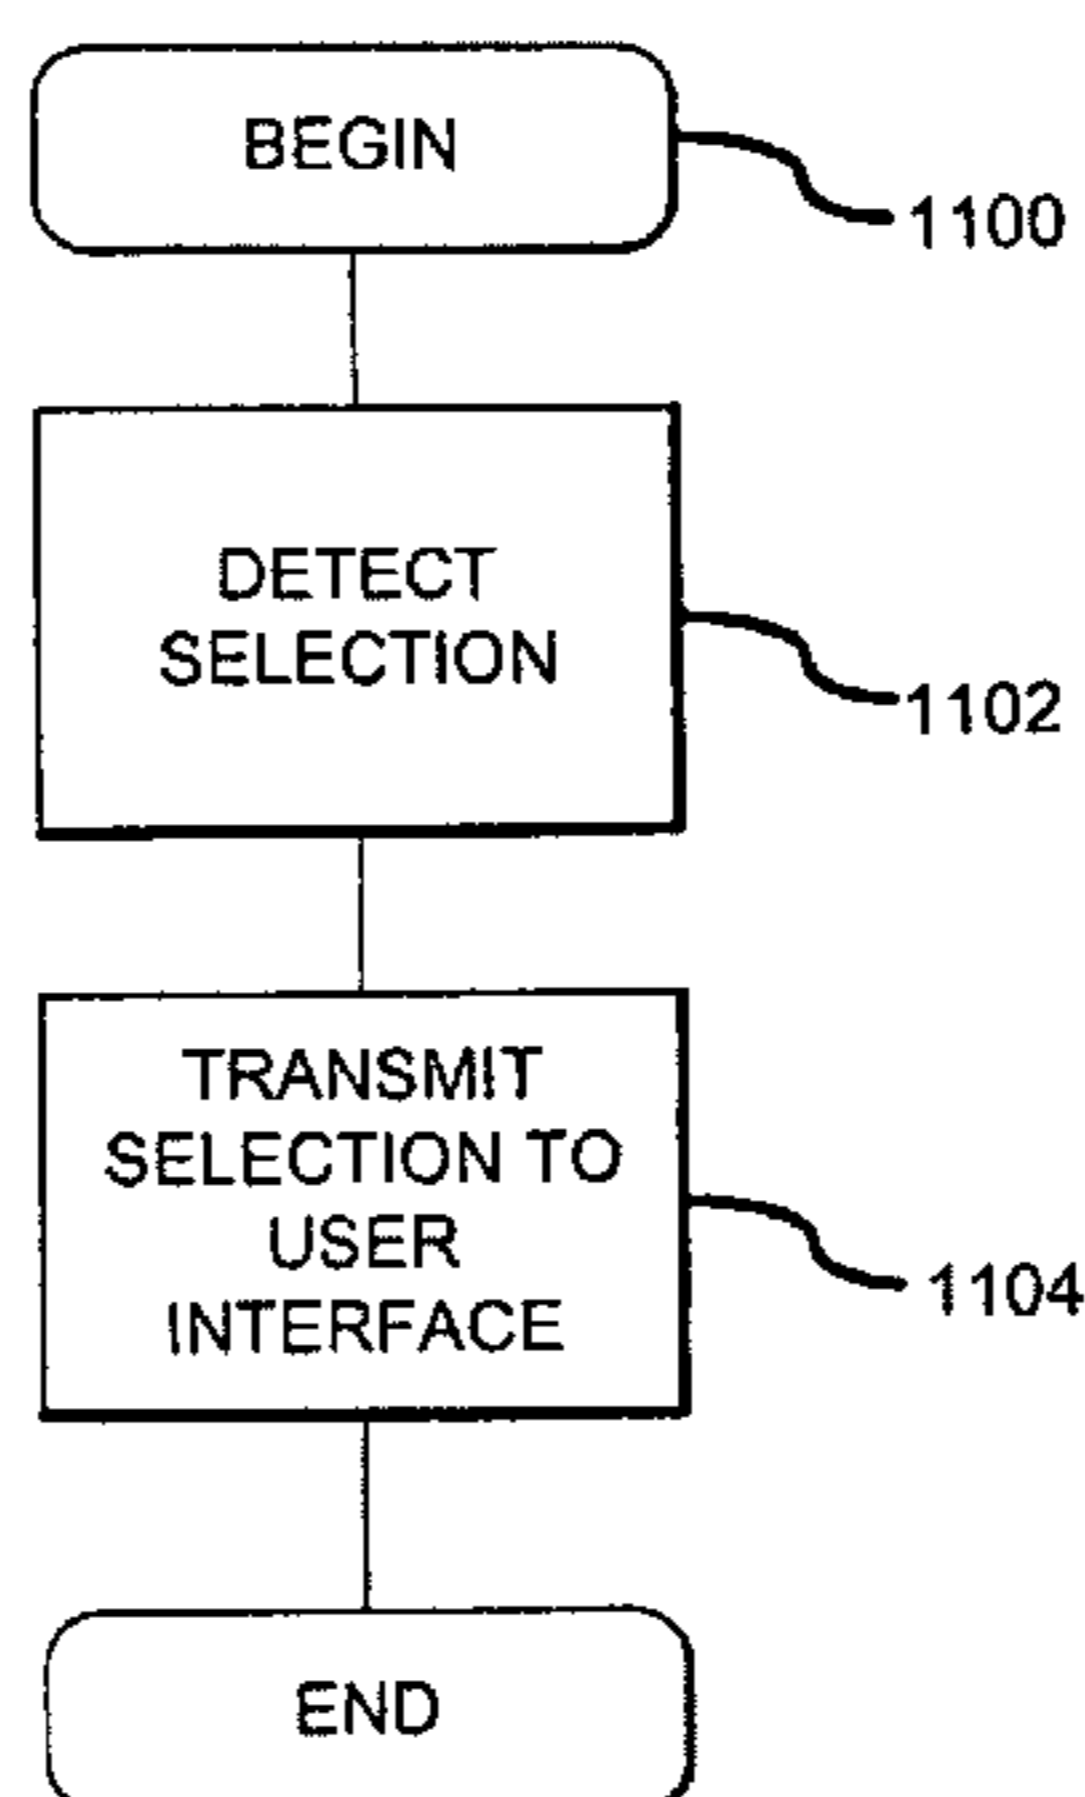 BEGIN
1100
DETECT
SELECTION
1102
TRANSMIT
SELECTION TO
USER
INTERFACE
1104
END